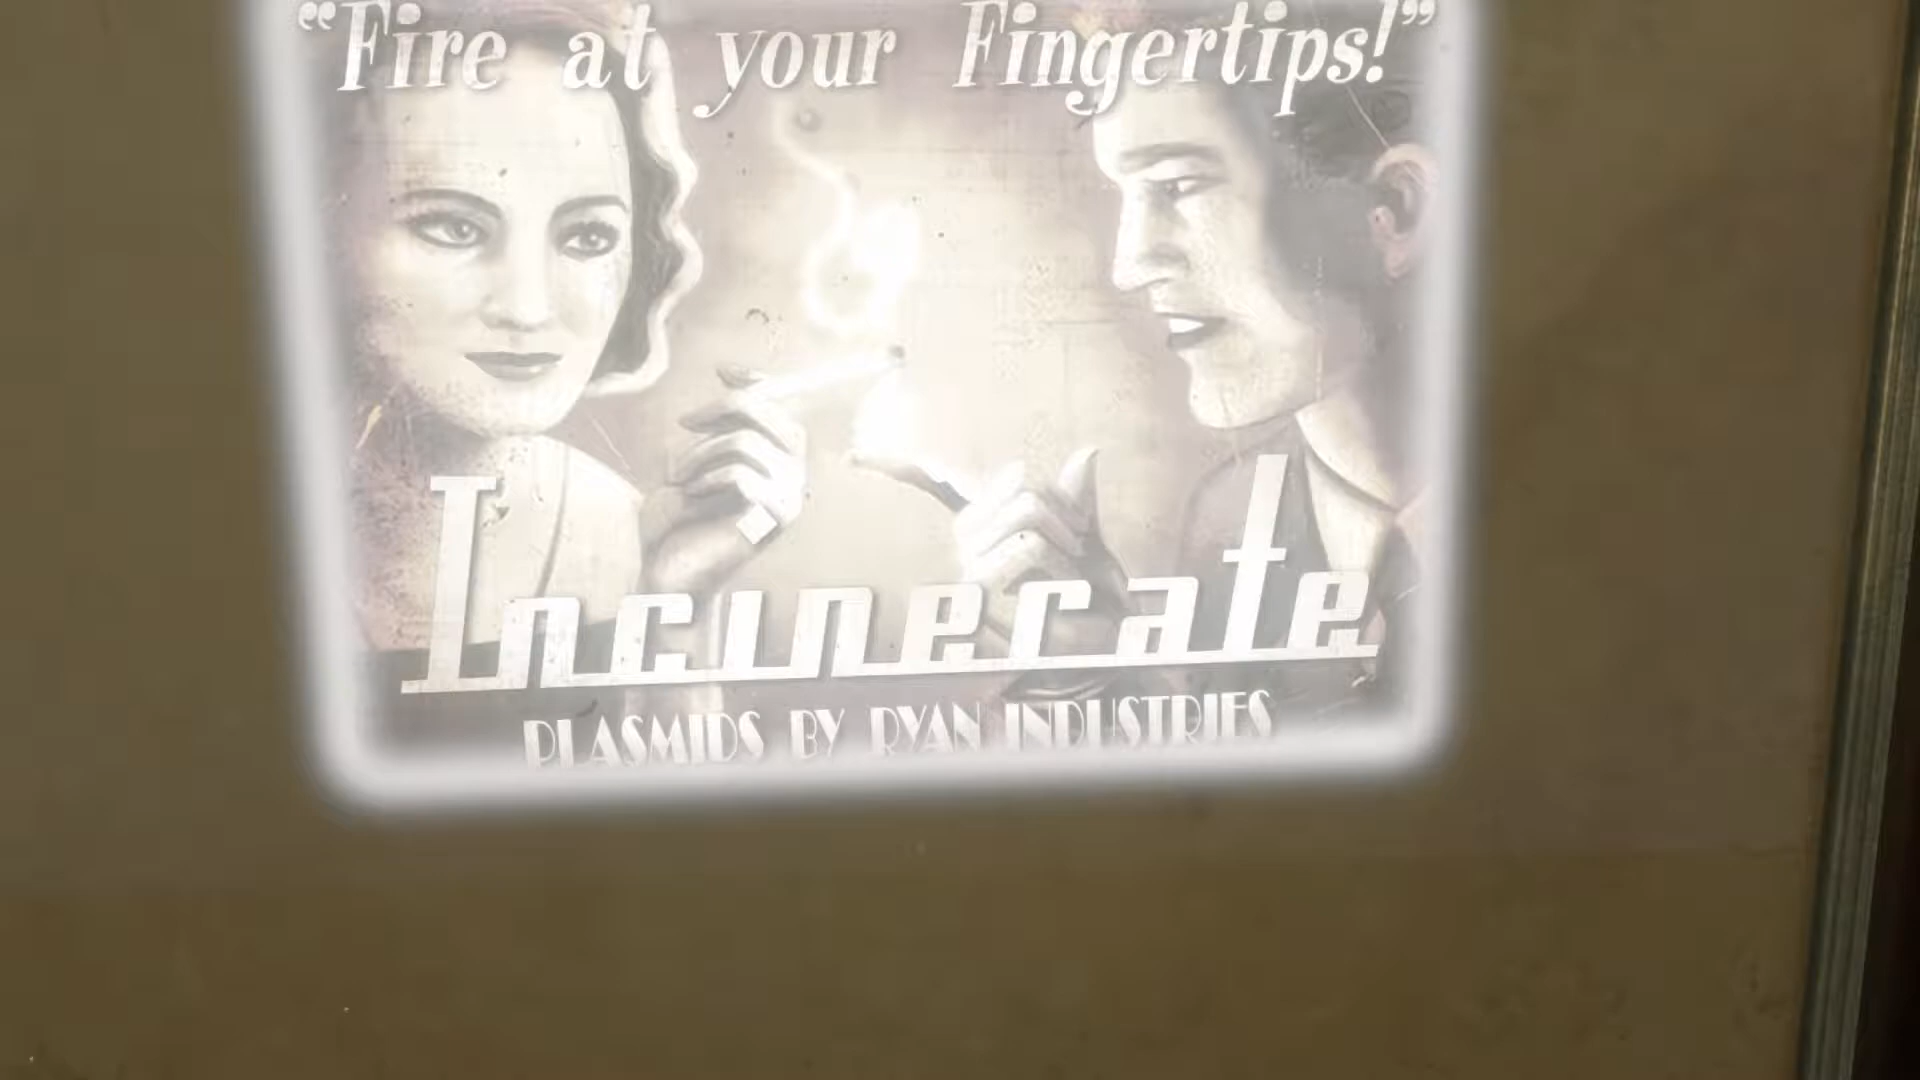 “Fire at your Fingertips!”
Incinerate
PLASMIDS BY RYAN INDUSTRIES